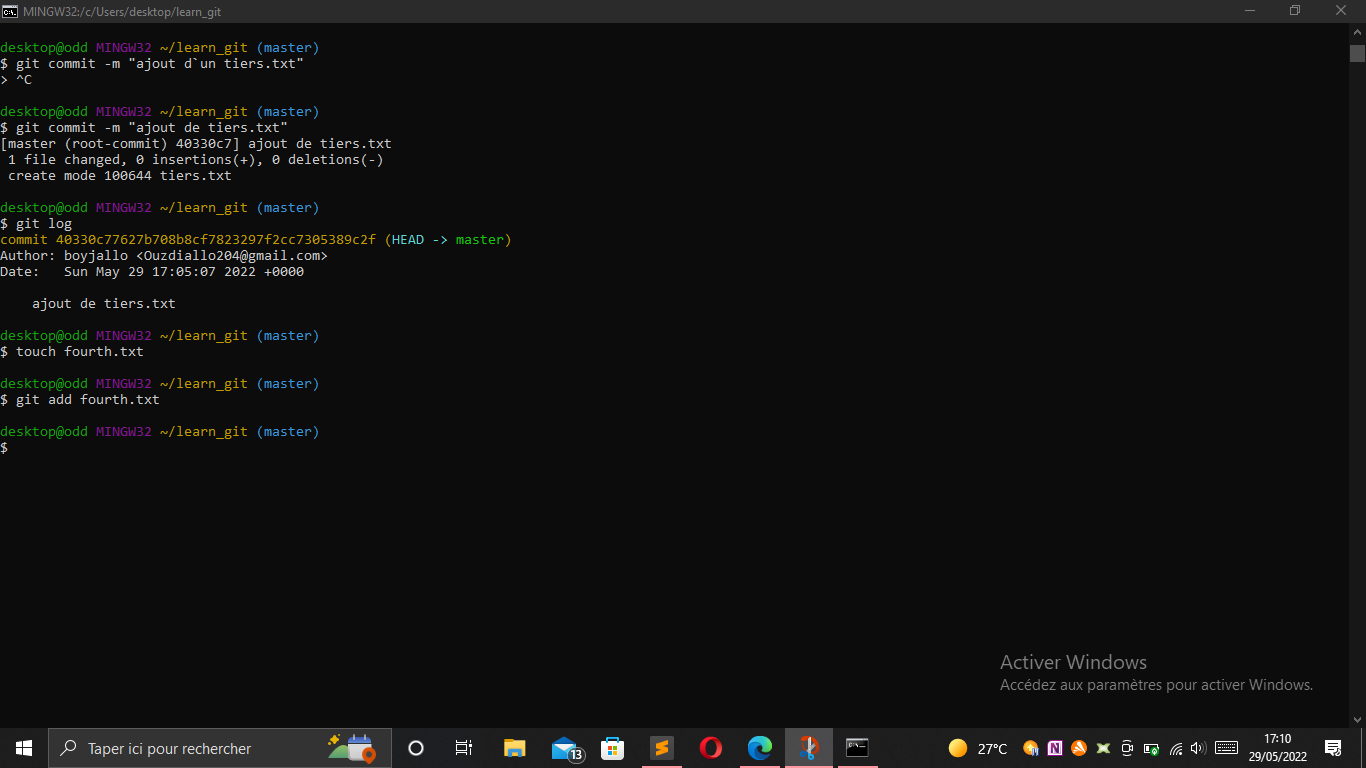 MINGW32:/c/Users/desktop/learn_git
desktop@odd MINGW32 ~/learn_git (master)
$ git commit -m "ajout d`un tiers.txt"
> ^C
desktop@odd MINGW32 ~/learn_git (master)
$ git commit -m "ajout de tiers.txt"
[master (root-commit) 40330c7] ajout de tiers.txt
1 file changed, 0 insertions(+), 0 deletions(-)
create mode 100644 tiers.txt
desktop@odd MINGW32 ~/learn_git (master)
$ git log
commit 40330c77627b708b8cf7823297f2cc7305389c2f (HEAD -> master)
Author: boyjallo <Ouzdiallo204@gmail.com>
Date:   Sun May 29 17:05:07 2022 +0000
ajout de tiers.txt
desktop@odd MINGW32 ~/learn_git (master)
$ touch fourth.txt
desktop@odd MINGW32 ~/learn_git (master)
$ git add fourth.txt
desktop@odd MINGW32 ~/learn_git (master)
$
Activer Windows
Accédez aux paramètres pour activer Windows.
Taper ici pour rechercher
13
27°C
17:10
29/05/2022